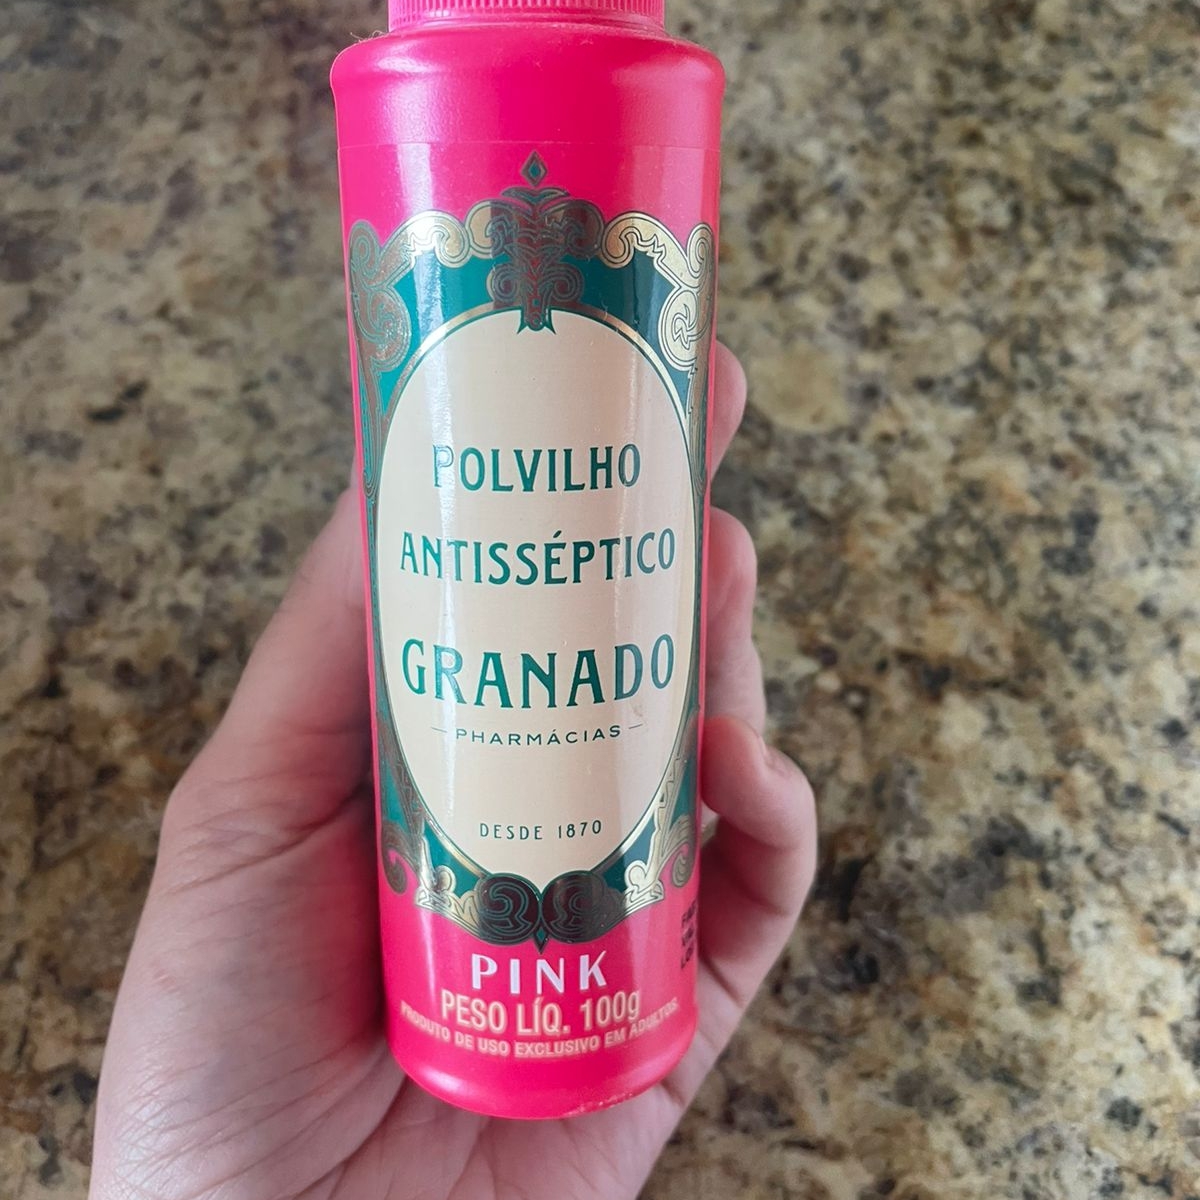 POLVILHO
ANTISSÉPTICO
GRANADO
PHARMÁCIAS
DESDE 1870
PINK
PESO LÍQ. 100g
PRODUTO DE USO EXCLUSIVO EM ADULTOS